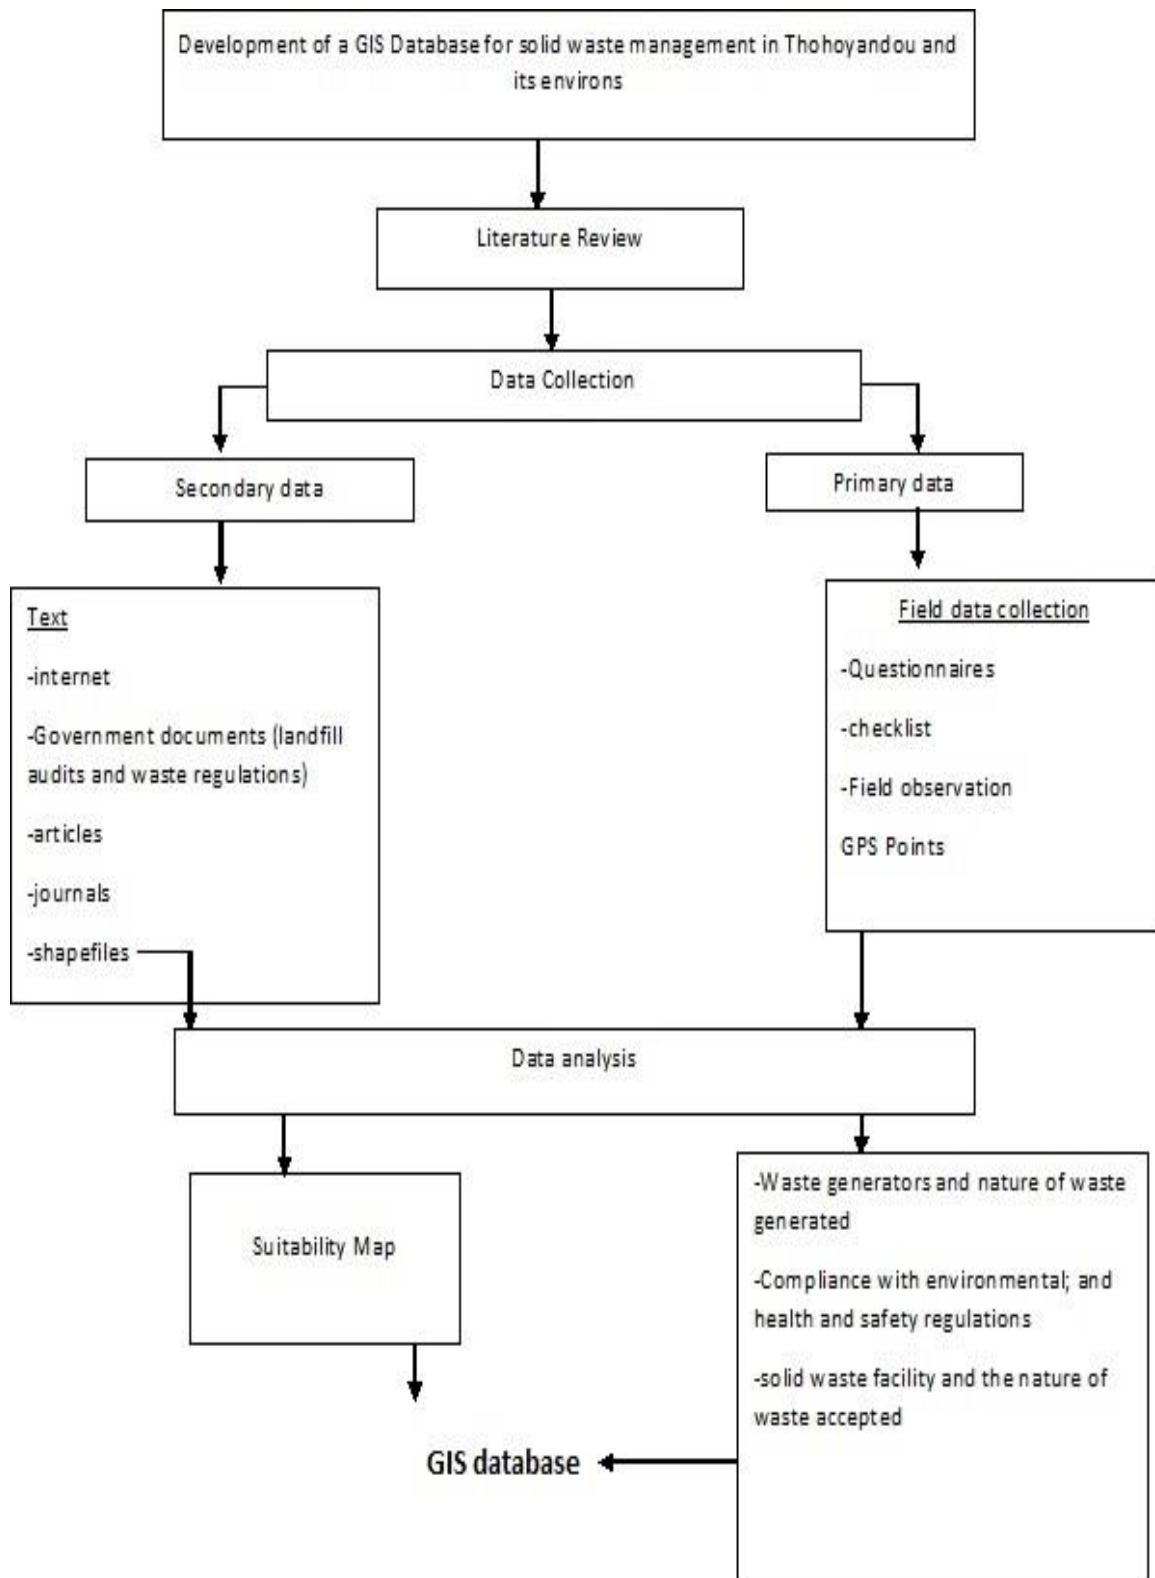 Development of a GIS Database for solid waste management in Thohoyandou and
its environs
Literature Review
Data Collection
Secondary data
Primary data
Text
-internet
-Government documents (landfill
audits and waste regulations)
-articles
-journals
-shapefiles
Field data collection
-Questionnaires
-checklist
-Field observation
GPS Points
Data analysis
Suitability Map
-Waste generators and nature of waste
generated
-Compliance with environmental; and
health and safety regulations
-solid waste facility and the nature of
waste accepted
GIS database